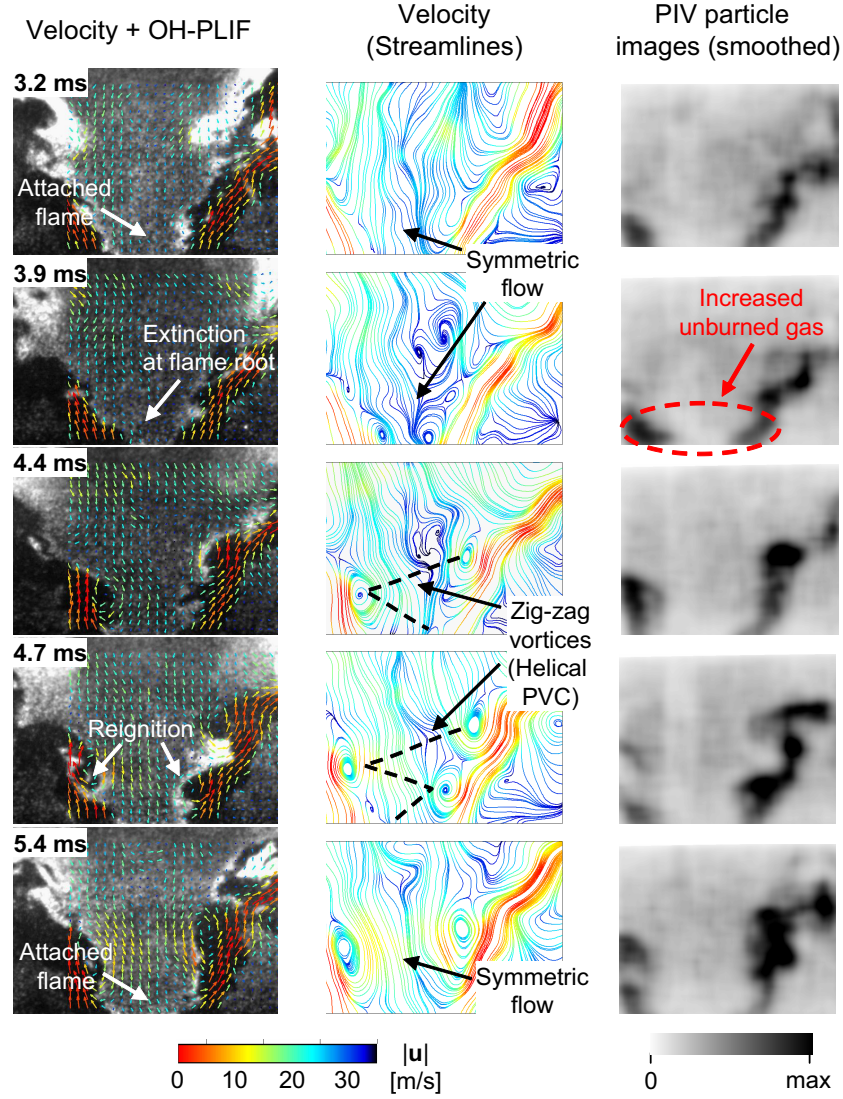 Velocity + OH-PLIF
Velocity
(Streamlines)
PIV particle
images (smoothed)
3.2 ms
Attached
flame
Symmetric
flow
3.9 ms
Extinction
at flame root
Increased
unburned gas
4.4 ms
Zig-zag
vortices
(Helical
PVC)
4.7 ms
Reignition
5.4 ms
Attached
flame
Symmetric
flow
|u|
[m/s]
0 10 20 30
0 max